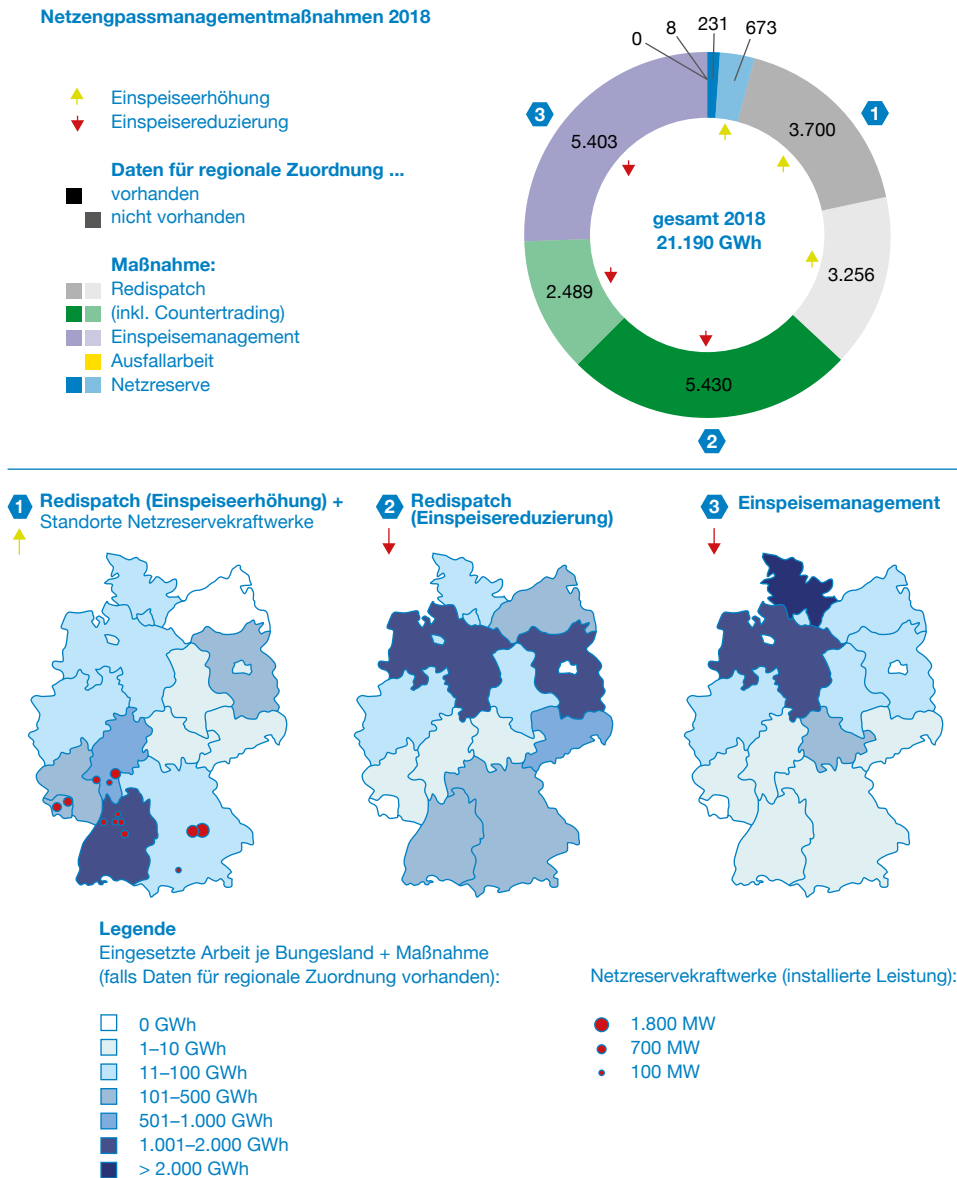 Netzengpassmanagementmaßnahmen 2018
Einspeiseerhöhung
Einspeisereduzierung
Daten für regionale Zuordnung ...
vorhanden
nicht vorhanden
Maßnahme:
Redispatch
(inkl. Countertrading)
Einspeisemanagement
Ausfallarbeit
Netzreserve
0
8
231
673
3
5.403
3.700
1
gesamt 2018
21.190 GWh
2.489
3.256
5.430
2
1 Redispatch (Einspeiseerhöhung) +
Standorte Netzreservekraftwerke
2 Redispatch
(Einspeisereduzierung)
3 Einspeisemanagement
Legende
Eingesetzte Arbeit je Bundesland + Maßnahme
(falls Daten für regionale Zuordnung vorhanden):
0 GWh
1–10 GWh
11–100 GWh
101–500 GWh
501–1.000 GWh
1.001–2.000 GWh
> 2.000 GWh
Netzreservekraftwerke (installierte Leistung):
1.800 MW
700 MW
100 MW